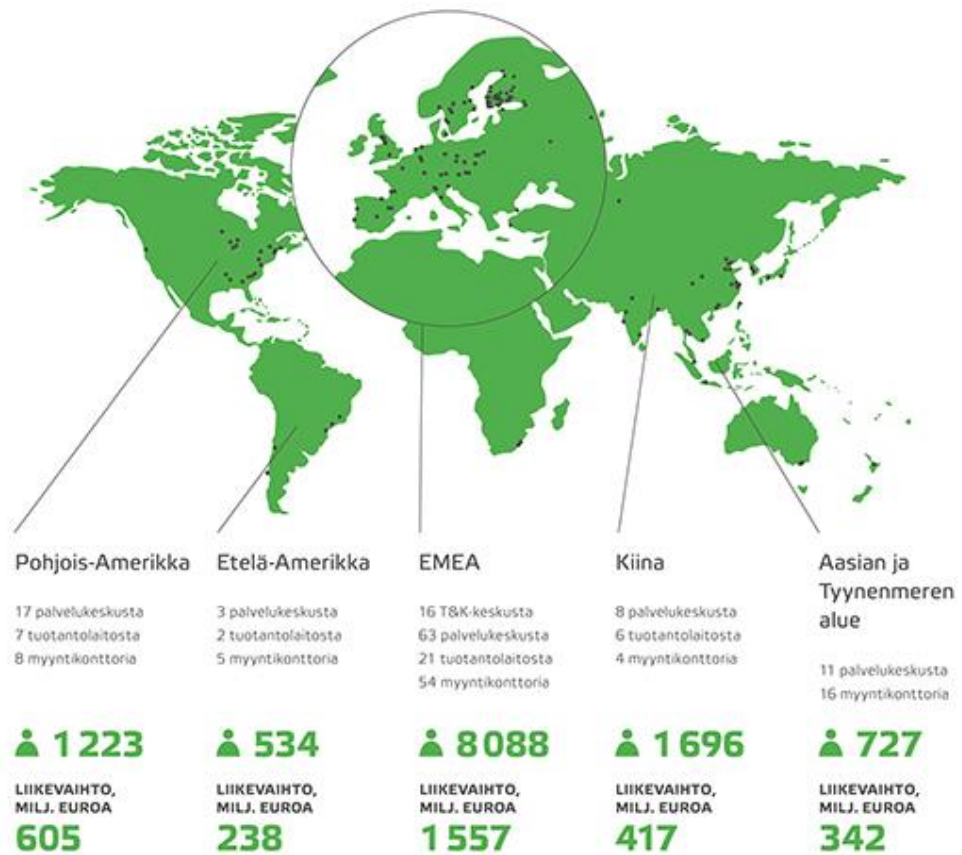 Pohjois-Amerikka
17 palvelukeskusta
7 tuotantolaitosta
8 myyntikonttoria
1 223
LIIKEVAIHTO,
MILJ. EUROA
605
Etelä-Amerikka
3 palvelukeskusta
2 tuotantolaitosta
5 myyntikonttoria
534
LIIKEVAIHTO,
MILJ. EUROA
238
EMEA
16 T&K-keskusta
63 palvelukeskusta
21 tuotantolaitosta
54 myyntikonttoria
8 088
LIIKEVAIHTO,
MILJ. EUROA
1 557
Kiina
8 palvelukeskusta
6 tuotantolaitosta
4 myyntikonttoria
1 696
LIIKEVAIHTO,
MILJ. EUROA
417
Aasian ja
Tyynenmeren
alue
11 palvelukeskusta
16 myyntikonttoria
727
LIIKEVAIHTO,
MILJ. EUROA
342